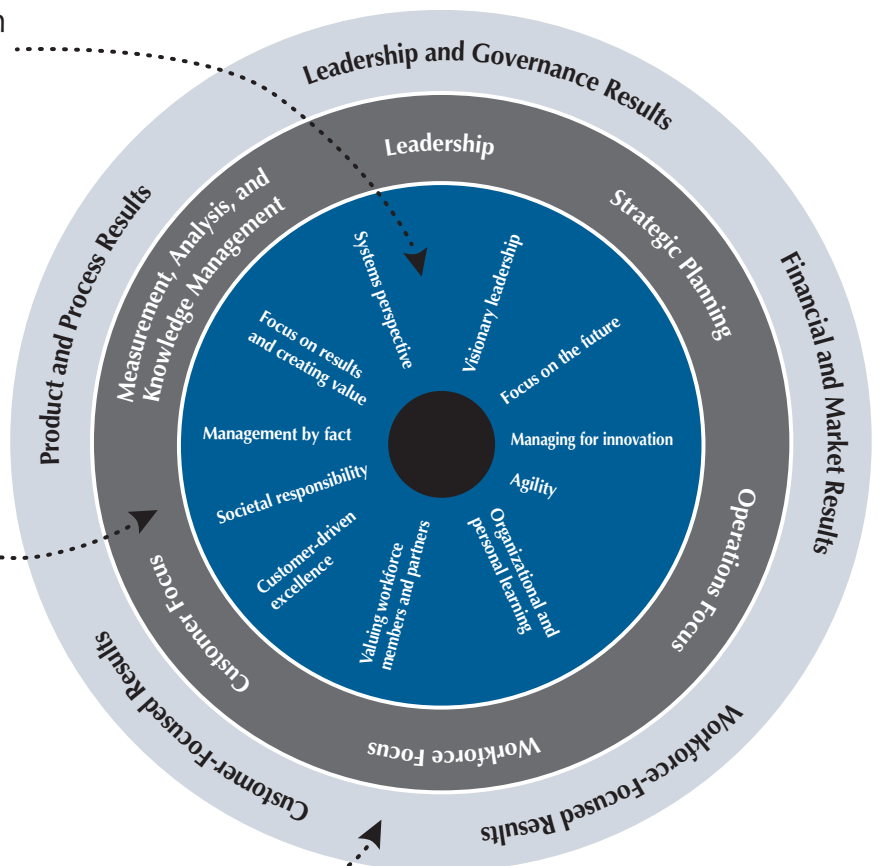 Leadership and Governance Results
Financial and Market Results
Workforce-Focused Results
Customer-Focused Results
Product and Process Results
Leadership
Strategic Planning
Operations Focus
Workforce Focus
Customer Focus
Measurement, Analysis, and
Knowledge Management
Systems perspective
Visionary leadership
Focus on the future
Managing for innovation
Agility
Organizational and
personal learning
Valuing workforce
members and partners
Customer-driven
excellence
Societal responsibility
Management by fact
Focus on results
and creating value